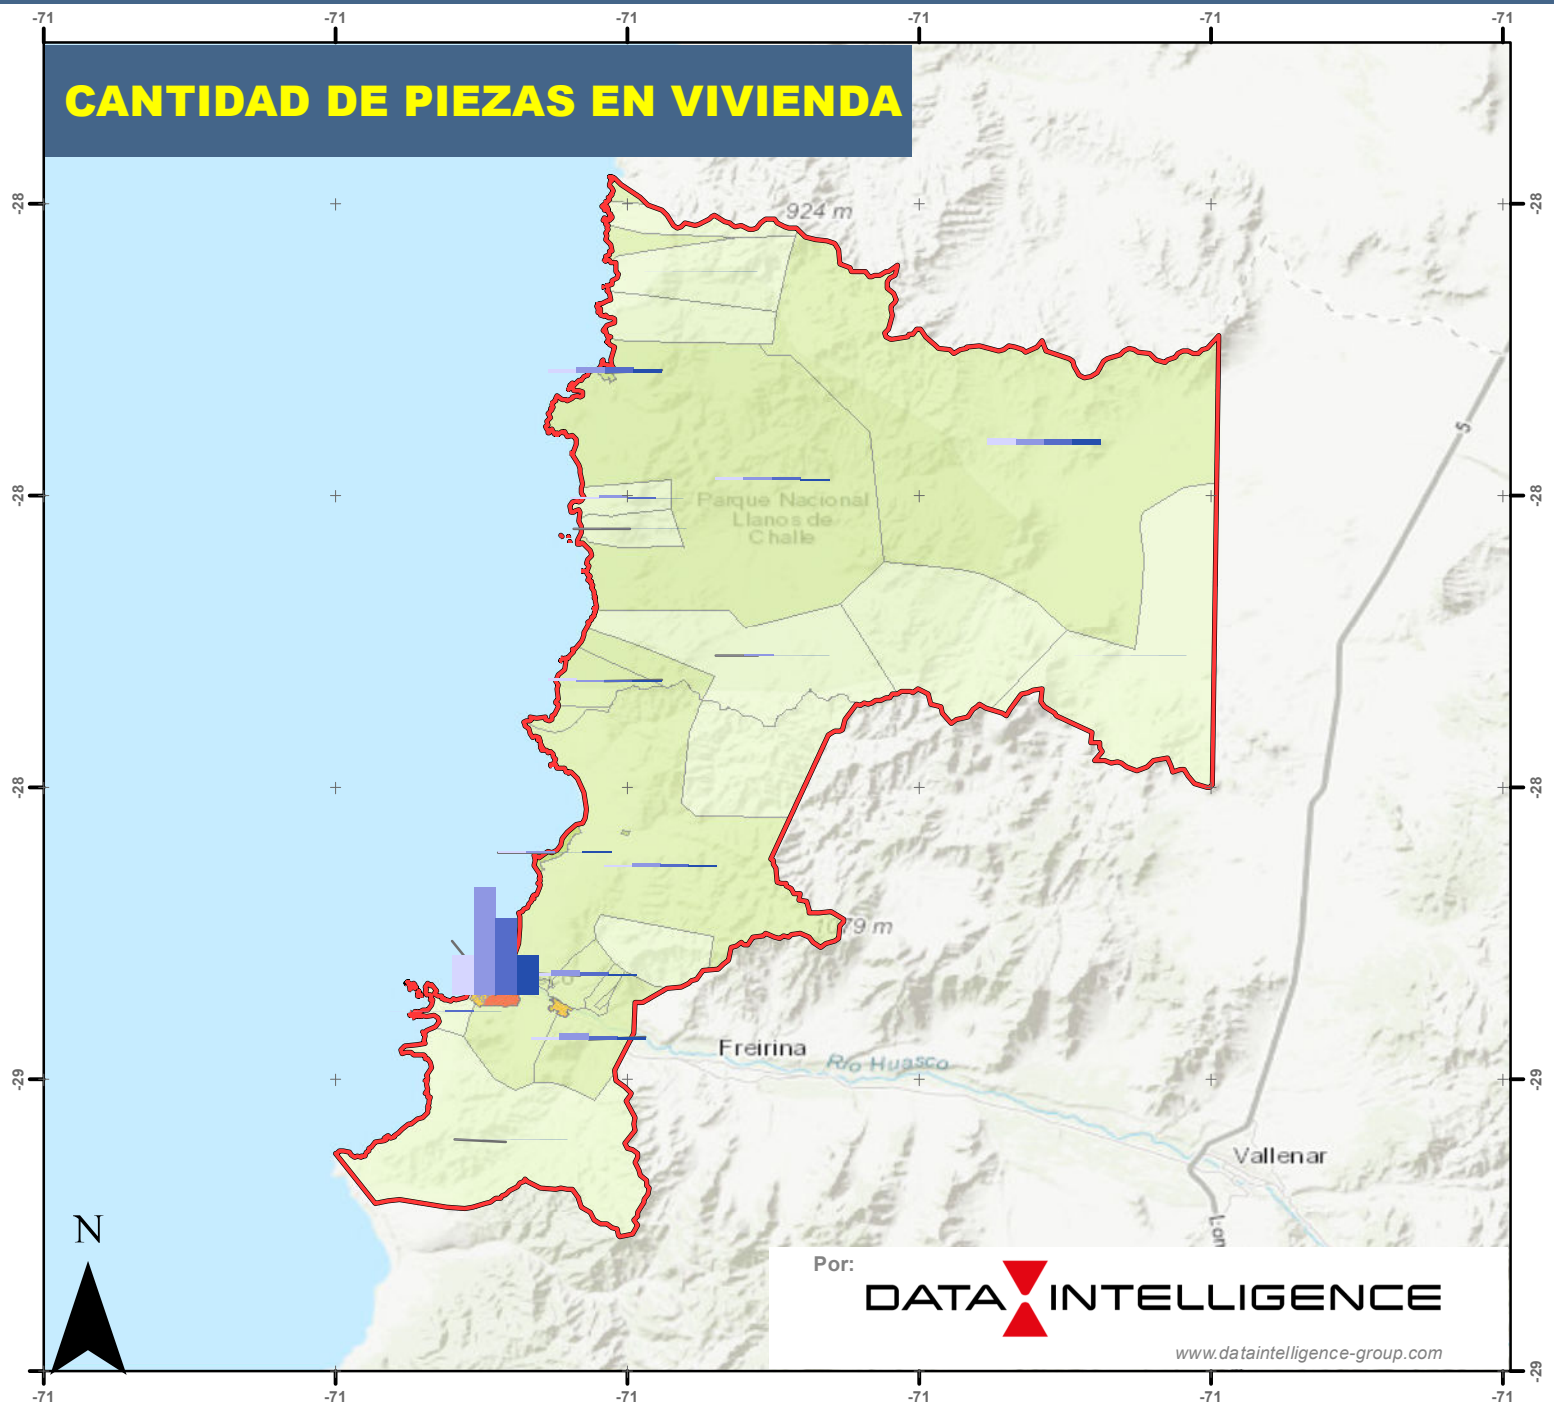 -71 -71 -71 -71 -71 -71
CANTIDAD DE PIEZAS EN VIVIENDA
924 m
-28 -28
5
-28 -28
Parque Nacional
Llanos de
Challe
-28 -28
1079 m
Freirina
Río Huasco
-29 -29
Vallenar
N
Por:
DATA INTELLIGENCE
www.dataintelligence-group.com
-29
-71 -71 -71 -71 -71 -71